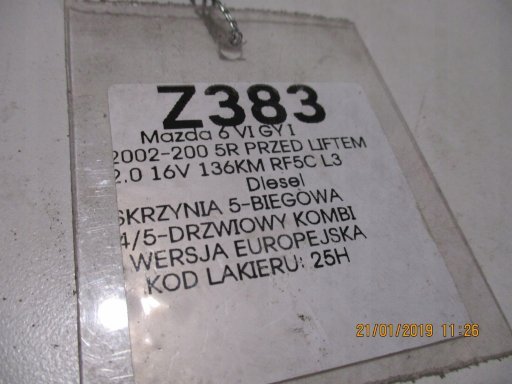 Z383
Mazda 6 VI GY I
2002-200 5R PRZED LIFTEM
2.0 16V 136KM RF5C L3
Diesel
SKRZYNIA 5-BIEGOWA
4/5-DRZWIOWY KOMBI
WERSJA EUROPEJSKA
KOD LAKIERU: 25H
21/01/2019 11:26